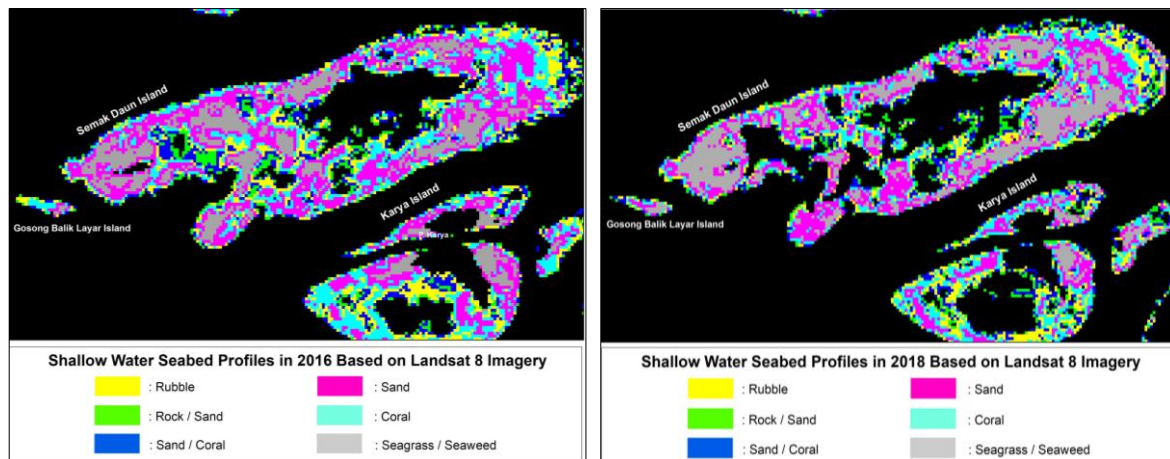 Semak Daun Island
Karya Island
Gosong Balik Layar Island
P. Karya
Shallow Water Seabed Profiles in 2016 Based on Landsat 8 Imagery
: Rubble
: Sand
: Rock / Sand
: Coral
: Sand / Coral
: Seagrass / Seaweed
Semak Daun Island
Karya Island
Gosong Balik Layar Island
Shallow Water Seabed Profiles in 2018 Based on Landsat 8 Imagery
: Rubble
: Sand
: Rock / Sand
: Coral
: Sand / Coral
: Seagrass / Seaweed